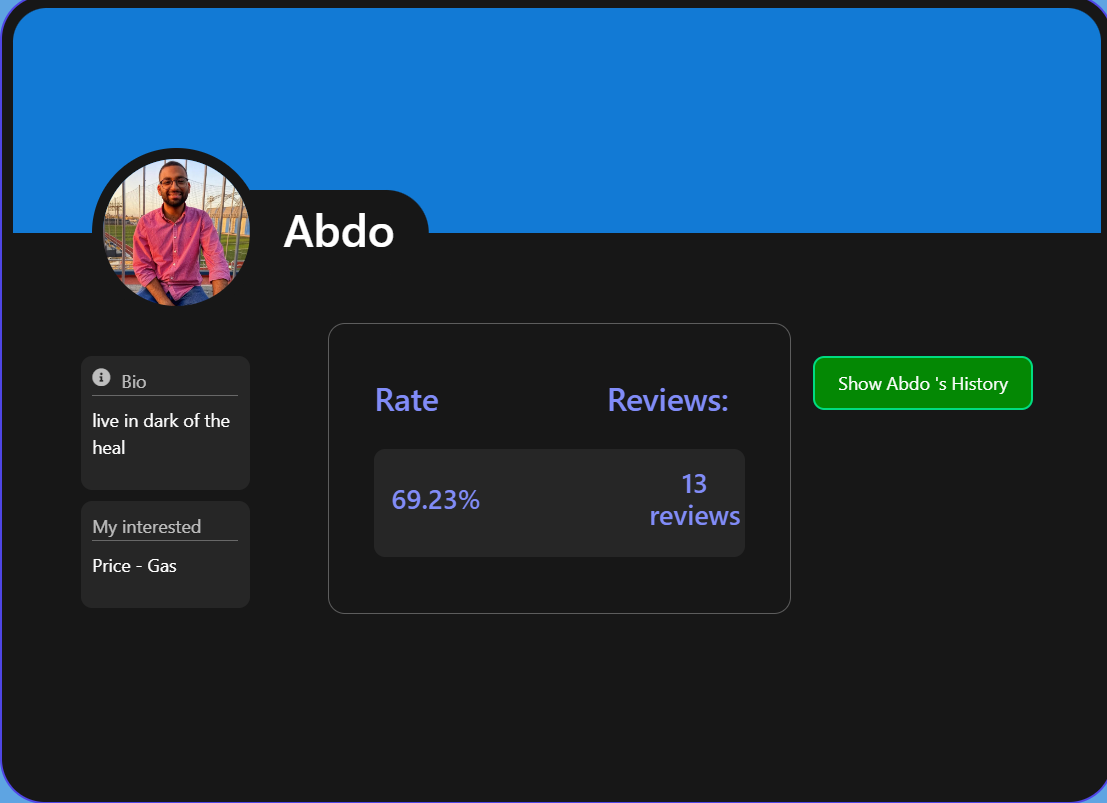 Abdo
Bio
live in dark of the
heal
My interested
Price - Gas
Rate
Reviews:
69.23%
13
reviews
Show Abdo 's History